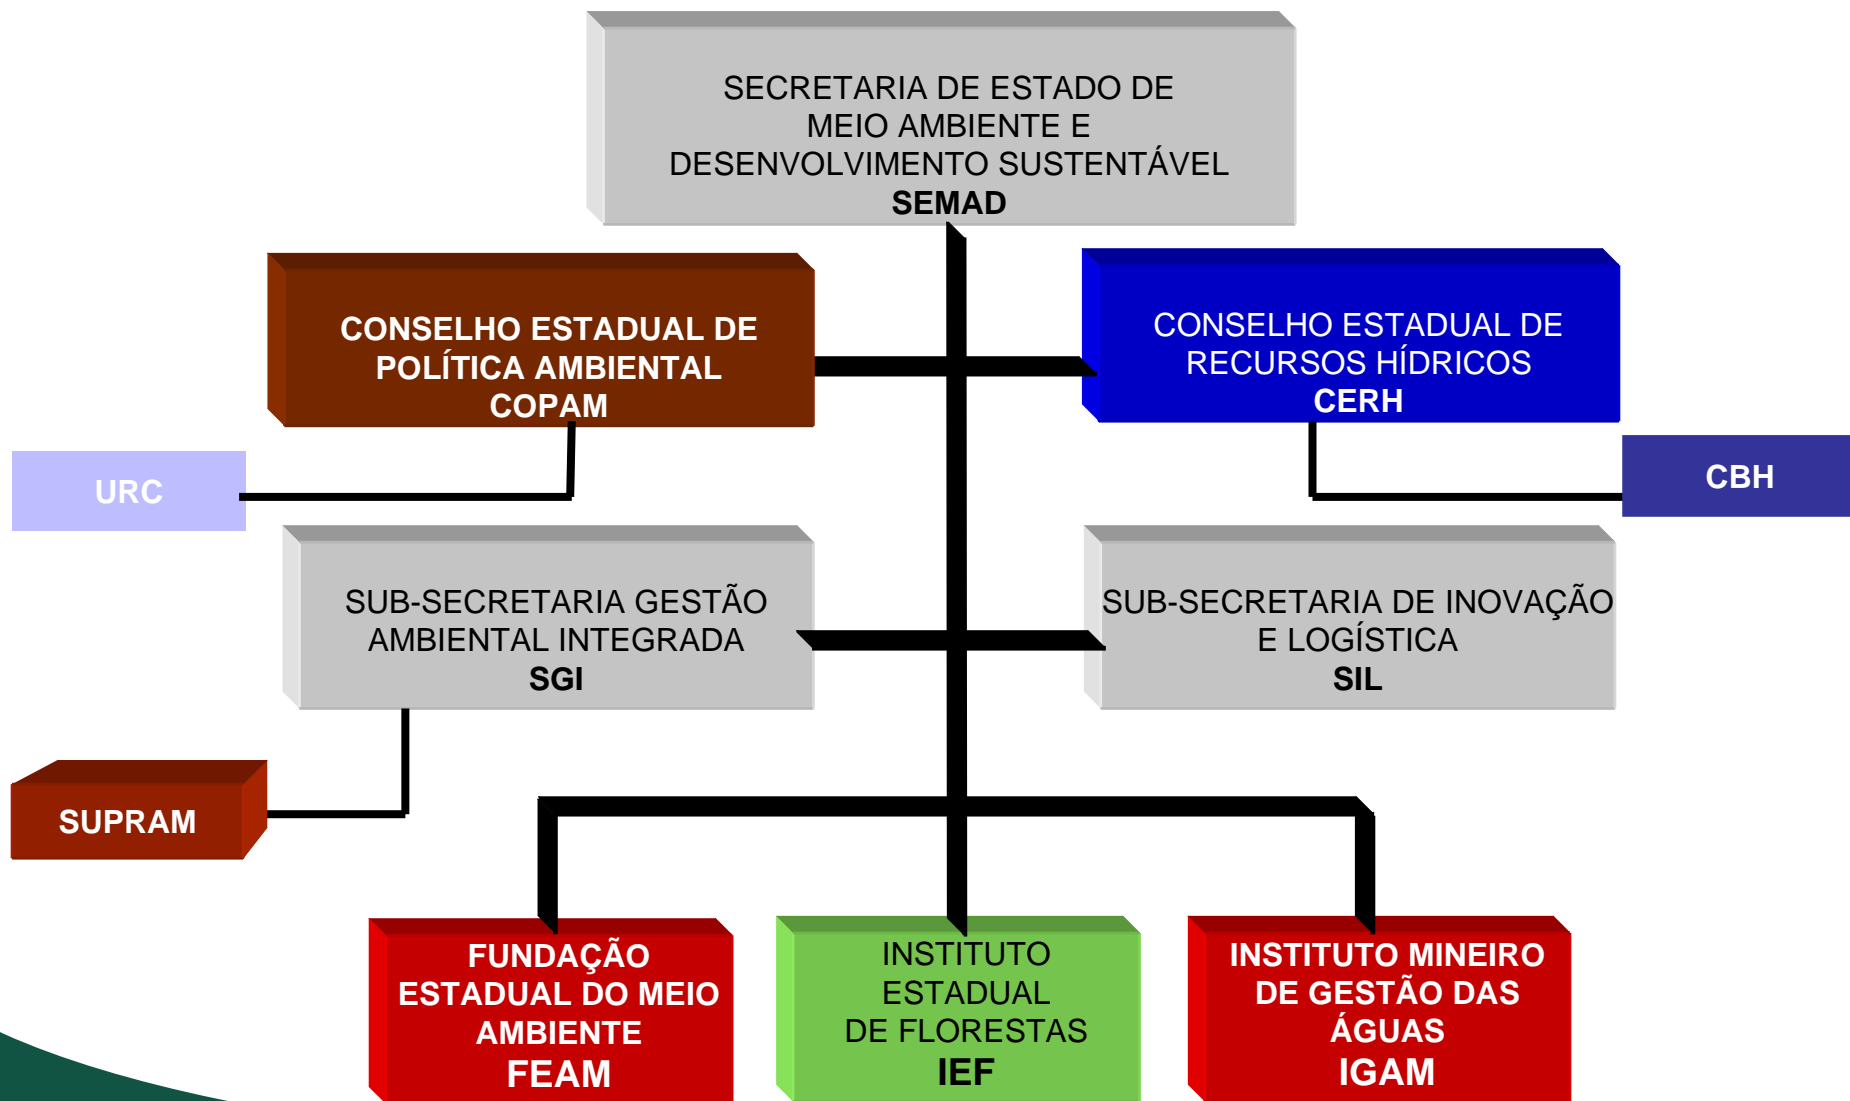 SECRETARIA DE ESTADO DE
MEIO AMBIENTE E
DESENVOLVIMENTO SUSTENTÁVEL
SEMAD
CONSELHO ESTADUAL DE
POLÍTICA AMBIENTAL
COPAM
CONSELHO ESTADUAL DE
RECURSOS HÍDRICOS
CERH
URC
CBH
SUB-SECRETARIA GESTÃO
AMBIENTAL INTEGRADA
SGI
SUB-SECRETARIA DE INOVAÇÃO
E LOGÍSTICA
SIL
SUPRAM
FUNDAÇÃO
ESTADUAL DO MEIO
AMBIENTE
FEAM
INSTITUTO
ESTADUAL
DE FLORESTAS
IEF
INSTITUTO MINEIRO
DE GESTÃO DAS
ÁGUAS
IGAM